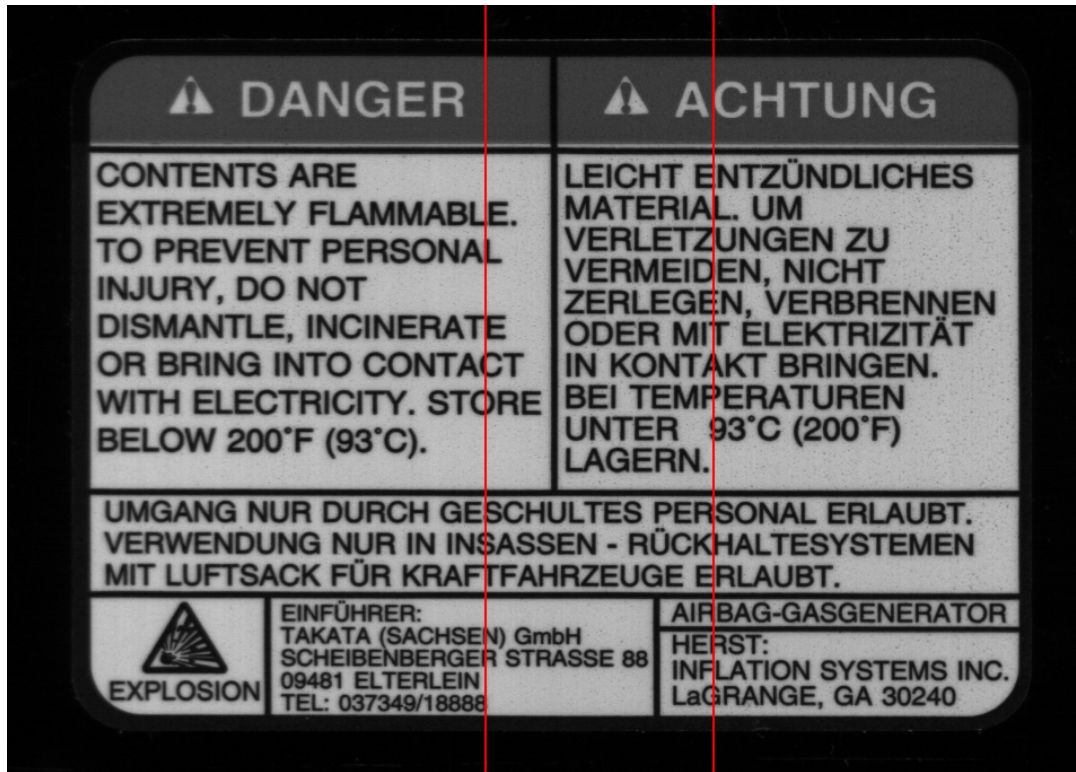 DANGER
CONTENTS ARE
EXTREMELY FLAMMABLE.
TO PREVENT PERSONAL
INJURY, DO NOT
DISMANTLE, INCINERATE
OR BRING INTO CONTACT
WITH ELECTRICITY. STORE
BELOW 200°F (93°C).
ACHTUNG
LEICHT ENTZÜNDLICHES
MATERIAL. UM
VERLETZUNGEN ZU
VERMEIDEN, NICHT
ZERLEGEN, VERBRENNEN
ODER MIT ELEKTRIZITÄT
IN KONTAKT BRINGEN.
BEI TEMPERATUREN
UNTER 93°C (200°F)
LAGERN.
UMGANG NUR DURCH GESCHULTES PERSONAL ERLAUBT.
VERWENDUNG NUR IN INSASSEN - RÜCKHALTESYSTEMEN
MIT LUFTSACK FÜR KRAFTFAHRZEUGE ERLAUBT.
EXPLOSION
EINFÜHRER:
TAKATA (SACHSEN) GmbH
SCHEIBENBERGER STRASSE 88
09481 ELTERLEIN
TEL: 037349/18888
AIRBAG-GASGENERATOR
HERST:
INFLATION SYSTEMS INC.
LaGRANGE, GA 30240